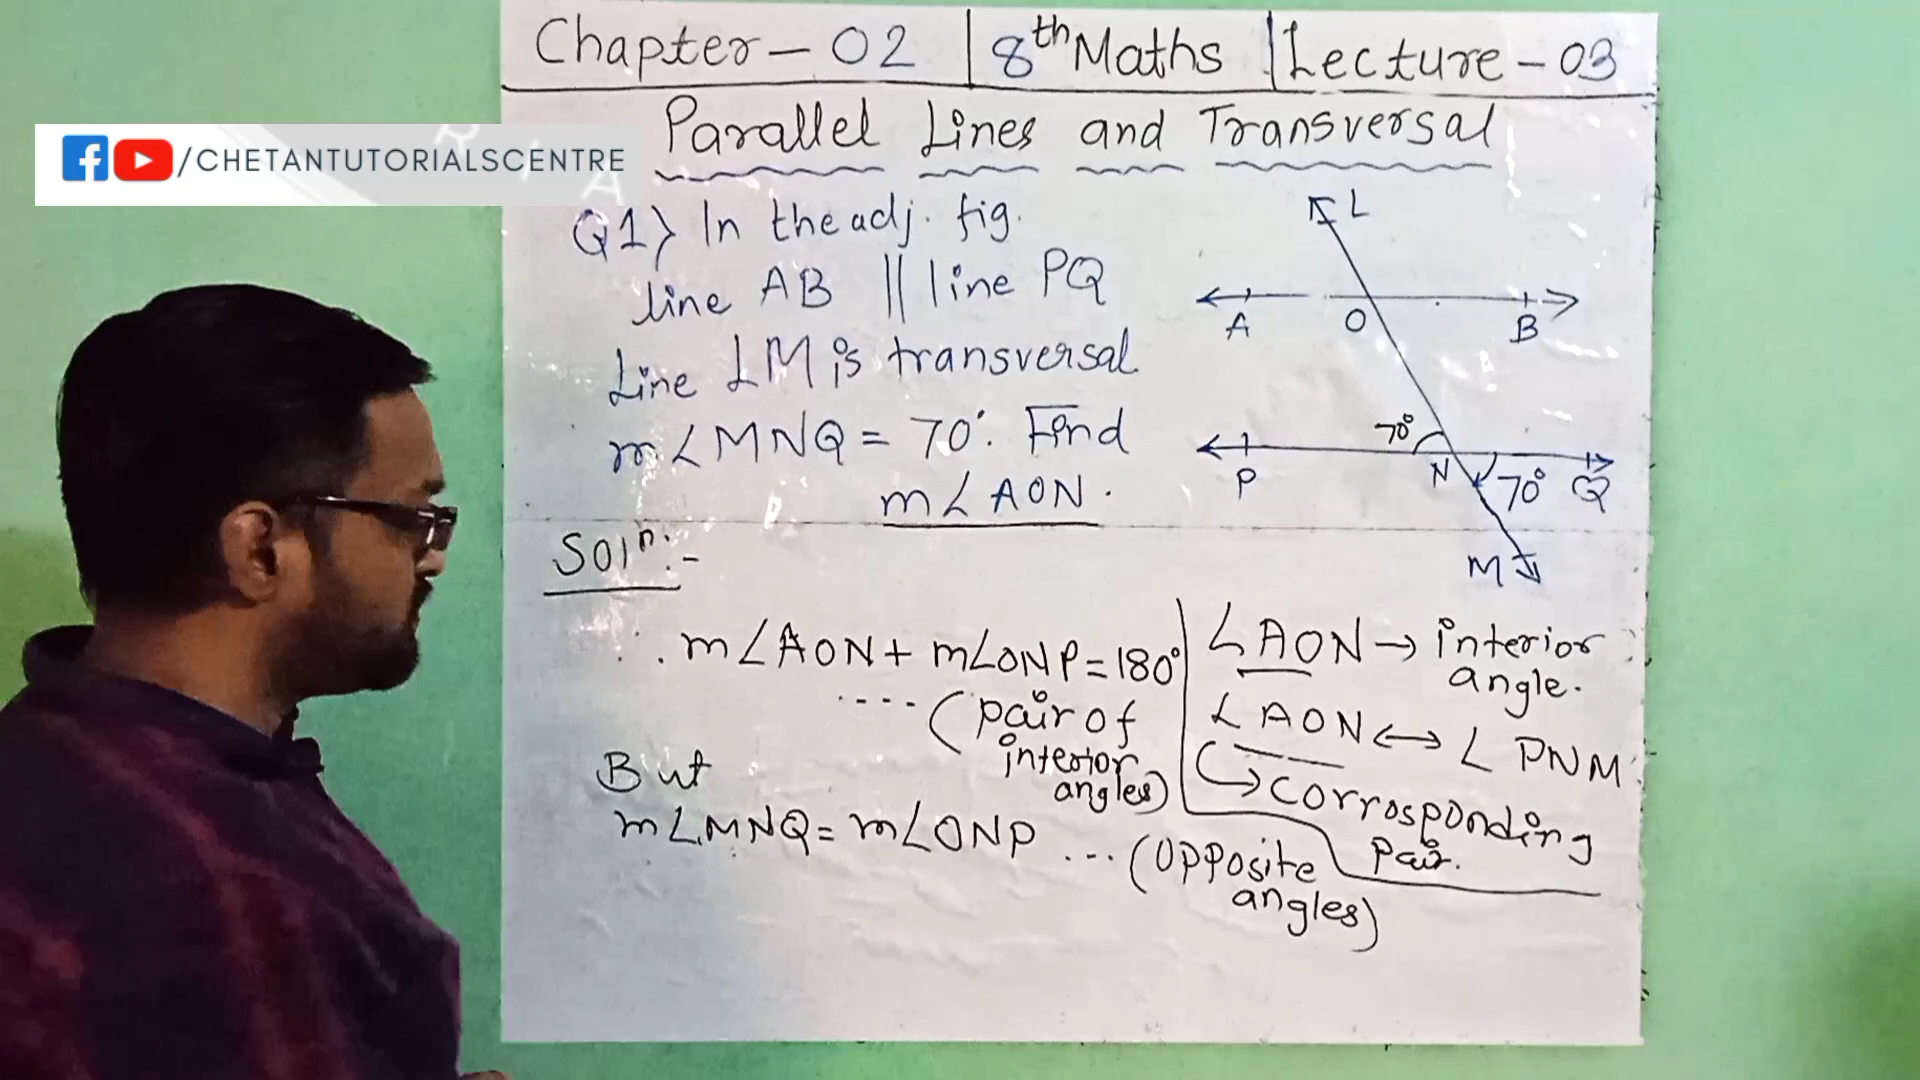 Chapter - 02 | 8th Maths | Lecture - 03
Parallel Lines and Transversal
/CHETANTUTORIALSCENTRE
Q1) In the adj. fig.
line AB || line PQ
Line LM is transversal
m∠MNQ = 70°. Find
m∠AON.
L
A O B
70°
P N 70° Q
M
Soln:-
∴ m∠AON + m∠ONP = 180°
.... (pair of
interior
angles)
But
m∠MNQ = m∠ONP ... (opposite
angles)
∠AON → interior
angle.
∠AON ↔ ∠PNM
↪ corrosponding
pair.